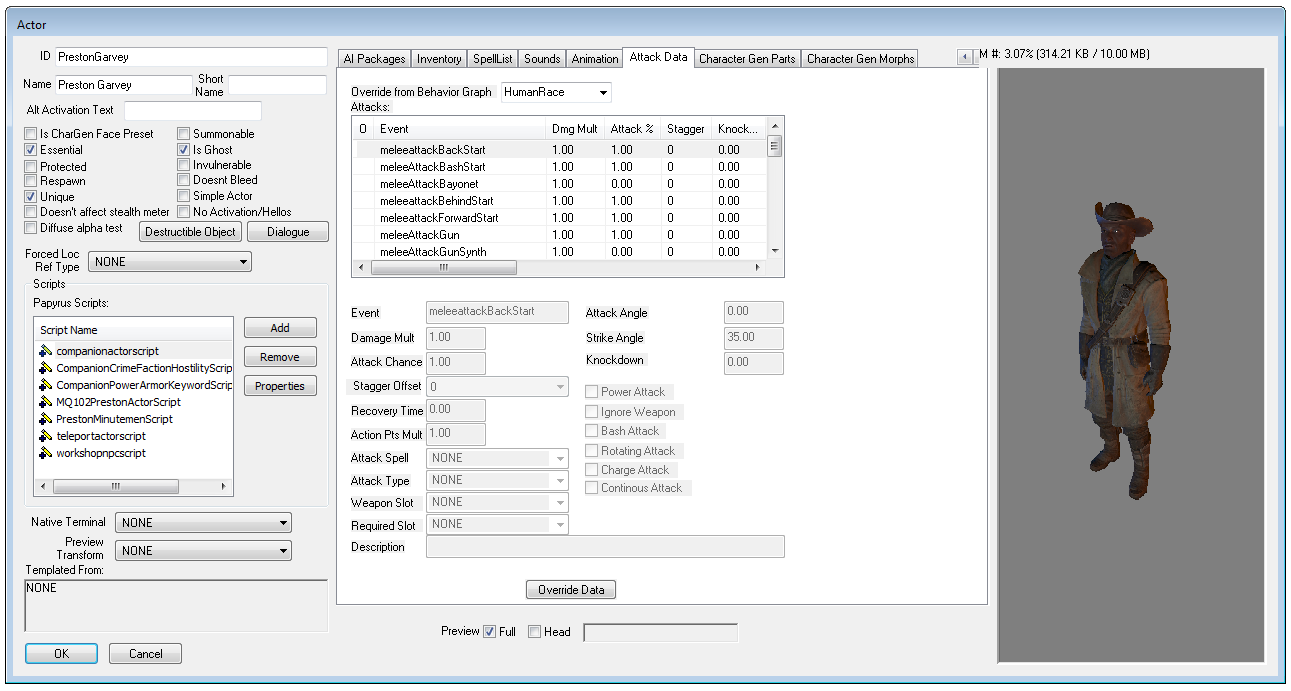 Actor
ID PrestonGarvey
Name Preston Garvey Short Name
Alt Activation Text
Is CharGen Face Preset Summonable
Essential Is Ghost
Protected Invulnerable
Respawn Doesnt Bleed
Unique Simple Actor
Doesn't affect stealth meter No Activation/Hellos
Diffuse alpha test Destructible Object Dialogue
Forced Loc Ref Type NONE
Scripts
Papyrus Scripts:
Script Name
companionactorscript
CompanionCrimeFactionHostilityScrip
CompanionPowerArmorKeywordScrip
MQ102PrestonActorScript
PrestonMinutemenScript
teleportactorscript
workshopnpcscript
Add
Remove
Properties
Native Terminal NONE
Preview Transform NONE
Templated From:
NONE
OK Cancel
AI Packages Inventory SpellList Sounds Animation Attack Data Character Gen Parts Character Gen Morphs
M #: 3.07% (314.21 KB / 10.00 MB)
Override from Behavior Graph HumanRace
Attacks:
O Event Dmg Mult Attack % Stagger Knock...
meleeattackBackStart 1.00 1.00 0 0.00
meleeAttackBashStart 1.00 1.00 0 0.00
meleeAttackBayonet 1.00 0.00 0 0.00
meleeattackBehindStart 1.00 1.00 0 0.00
meleeattackForwardStart 1.00 1.00 0 0.00
meleeAttackGun 1.00 0.00 0 0.00
meleeAttackGunSynth 1.00 0.00 0 0.00
Event meleeattackBackStart Attack Angle 0.00
Damage Mult 1.00 Strike Angle 35.00
Attack Chance 1.00 Knockdown 0.00
Stagger Offset 0 Power Attack
Recovery Time 0.00 Ignore Weapon
Action Pts Mult 1.00 Bash Attack
Attack Spell NONE Rotating Attack
Attack Type NONE Charge Attack
Weapon Slot NONE Continous Attack
Required Slot NONE
Description
Override Data
Preview Full Head